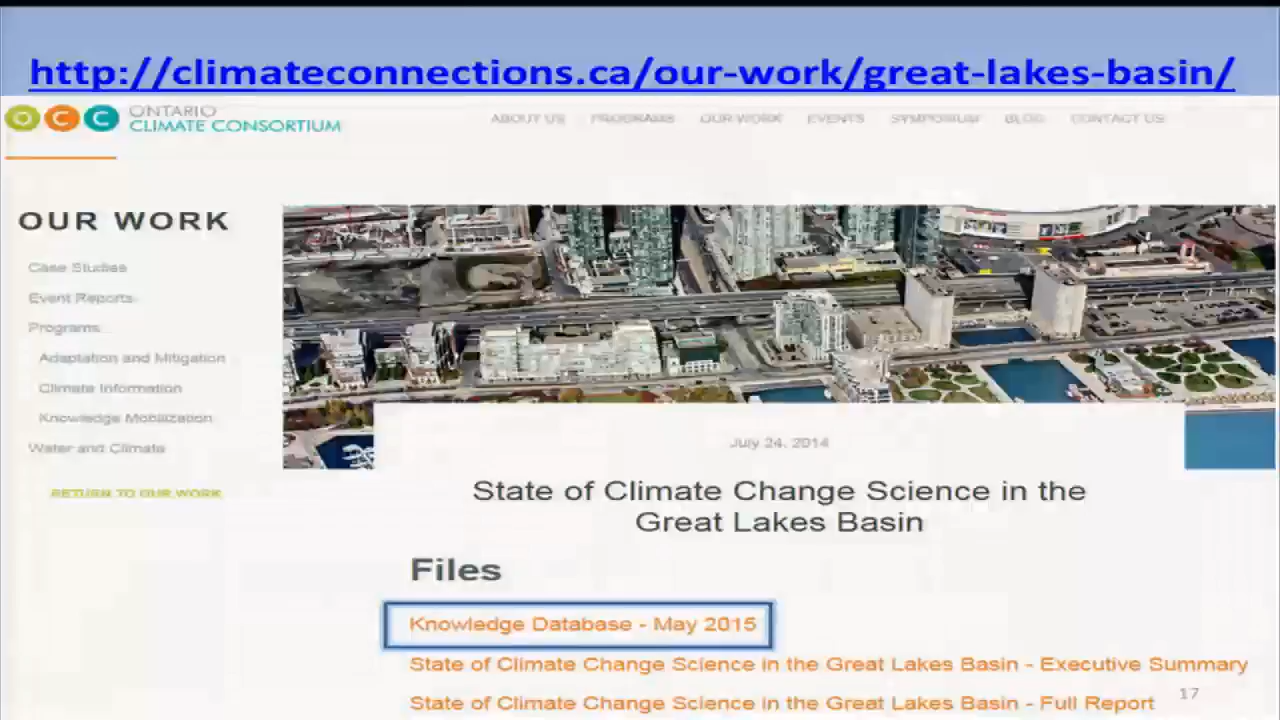 http://climateconnections.ca/our-work/great-lakes-basin/
OCC ONTARIO
CLIMATE CONSORTIUM
ABOUT US PROGRAMS OUR WORK EVENTS SYMPOSIUM BLOG CONTACT US
OUR WORK
Case Studies
Event Reports
Programs
Adaptation and Mitigation
Climate Information
Knowledge Mobilization
Water and Climate
RETURN TO OUR WORK
July 24, 2014
State of Climate Change Science in the
Great Lakes Basin
Files
Knowledge Database - May 2015
State of Climate Change Science in the Great Lakes Basin - Executive Summary
State of Climate Change Science in the Great Lakes Basin - Full Report
17